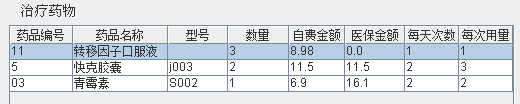 治疗药物
药品编号 药品名称 型号 数量 自费金额 医保金额 每天次数 每次用量
11 转移因子口服液 3 8.98 0.0 1 1
5 快克胶囊 j003 2 11.5 11.5 2 3
03 青霉素 S002 1 6.9 16.1 2 2